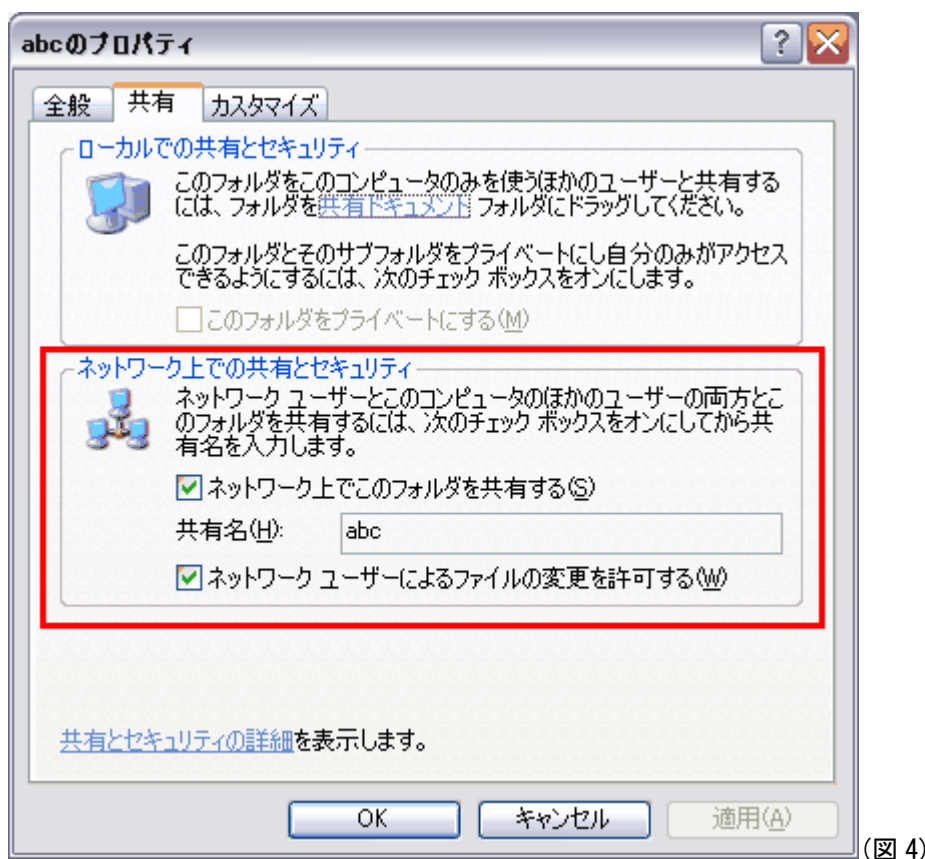 abcのプロパティ
全般 共有 カスタマイズ
ローカルでの共有とセキュリティ
このフォルダをこのコンピュータのみを使うほかのユーザーと共有する
には、フォルダを共有ドキュメント フォルダにドラッグしてください。
このフォルダとそのサブフォルダをプライベートにし自分のみがアクセス
できるようにするには、次のチェック ボックスをオンにします。
このフォルダをプライベートにする(M)
ネットワーク上での共有とセキュリティ
ネットワーク ユーザーとこのコンピュータのほかのユーザーの両方とこ
のフォルダを共有するには、次のチェック ボックスをオンにしてから共
有名を入力します。
ネットワーク上でこのフォルダを共有する(S)
共有名(H): abc
ネットワーク ユーザーによるファイルの変更を許可する(W)
共有とセキュリティの詳細を表示します。
OK キャンセル 適用(A)
(図 4)